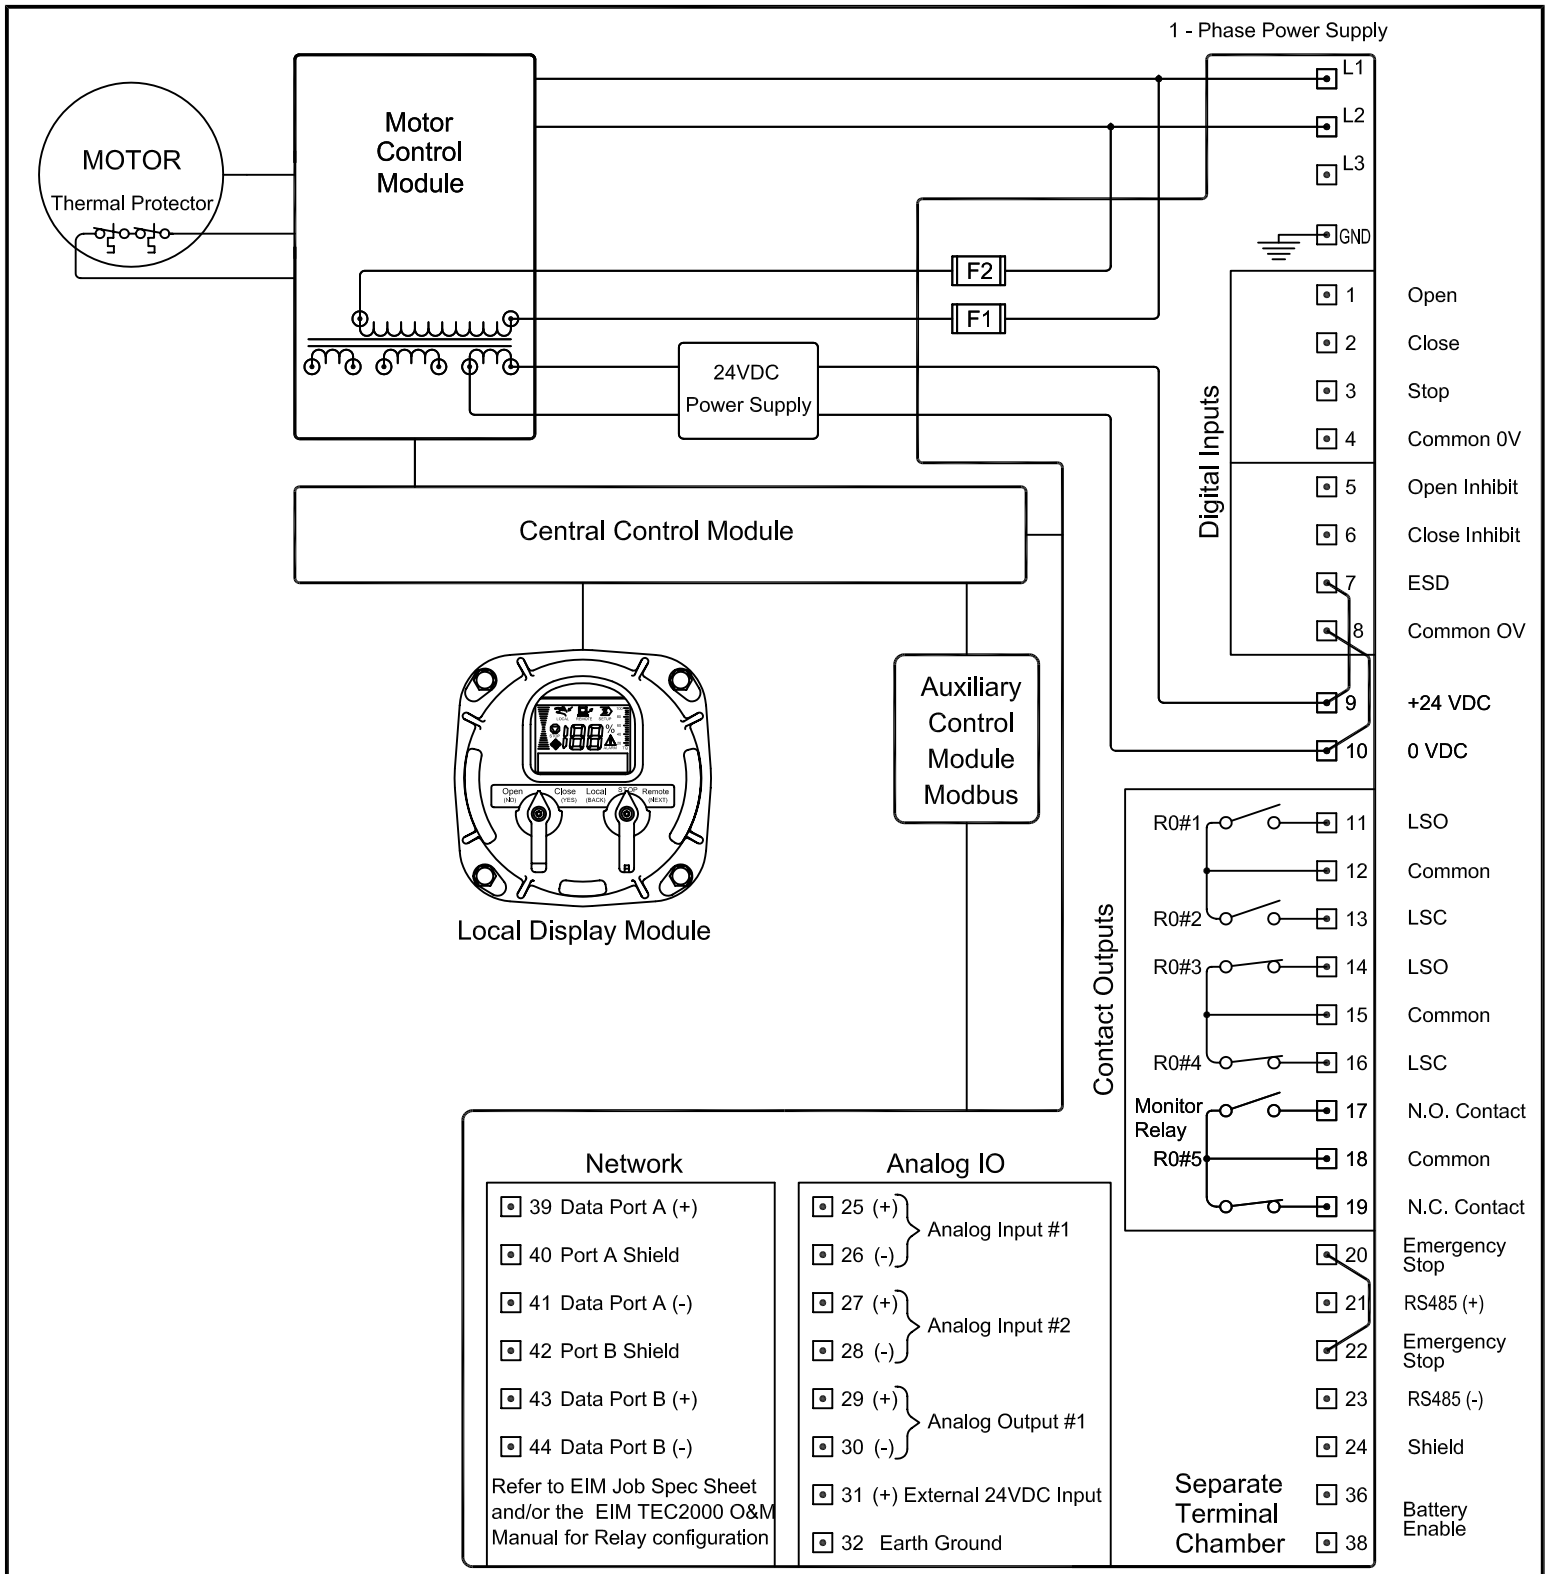 1 - Phase Power Supply
L1
L2
L3
GND
MOTOR
Thermal Protector
Motor
Control
Module
F2
F1
24VDC
Power Supply
Central Control Module
LOCAL REMOTE SETUP
188%
Open
(NO)
Close
(YES)
Local
(BACK)
STOP
Remote
(NEXT)
Local Display Module
Auxiliary
Control
Module
Modbus
Digital Inputs
1 Open
2 Close
3 Stop
4 Common 0V
5 Open Inhibit
6 Close Inhibit
7 ESD
8 Common OV
9 +24 VDC
10 0 VDC
Contact Outputs
R0#1 11 LSO
12 Common
R0#2 13 LSC
R0#3 14 LSO
15 Common
R0#4 16 LSC
Monitor
Relay
17 N.O. Contact
R0#5 18 Common
19 N.C. Contact
20 Emergency
Stop
21 RS485 (+)
22 Emergency
Stop
23 RS485 (-)
24 Shield
36
Battery
Enable
38
Separate
Terminal
Chamber
Network
39 Data Port A (+)
40 Port A Shield
41 Data Port A (-)
42 Port B Shield
43 Data Port B (+)
44 Data Port B (-)
Refer to EIM Job Spec Sheet
and/or the EIM TEC2000 O&M
Manual for Relay configuration
Analog IO
25 (+)
Analog Input #1
26 (-)
27 (+)
Analog Input #2
28 (-)
29 (+)
Analog Output #1
30 (-)
31 (+) External 24VDC Input
32 Earth Ground